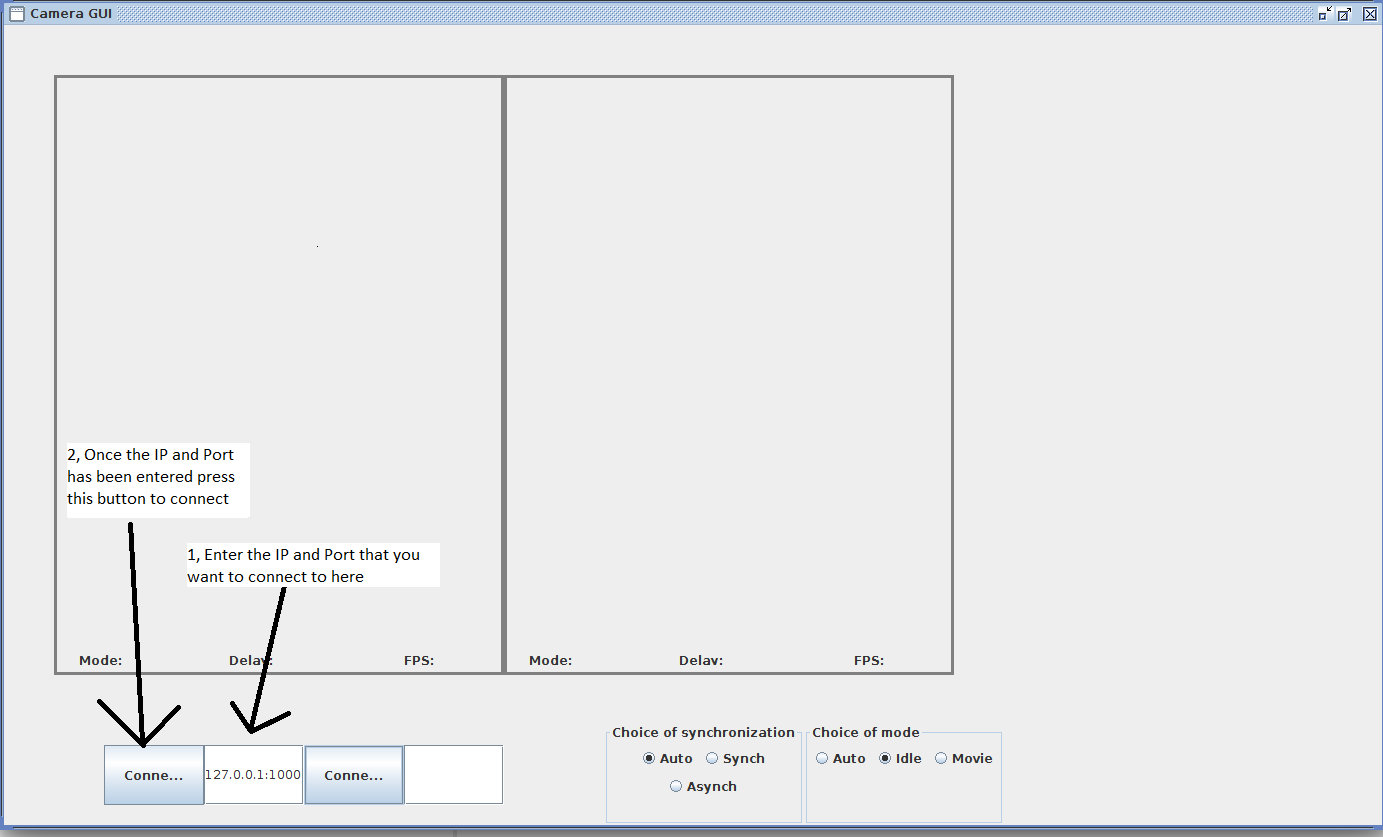 Camera GUI
2, Once the IP and Port
has been entered press
this button to connect
1, Enter the IP and Port that you
want to connect to here
Mode: Delay: FPS: Mode: Delay: FPS:
Choice of synchronization Choice of mode
Auto Synch Auto Idle Movie
Asynch
Conne... 127.0.0.1:1000 Conne...